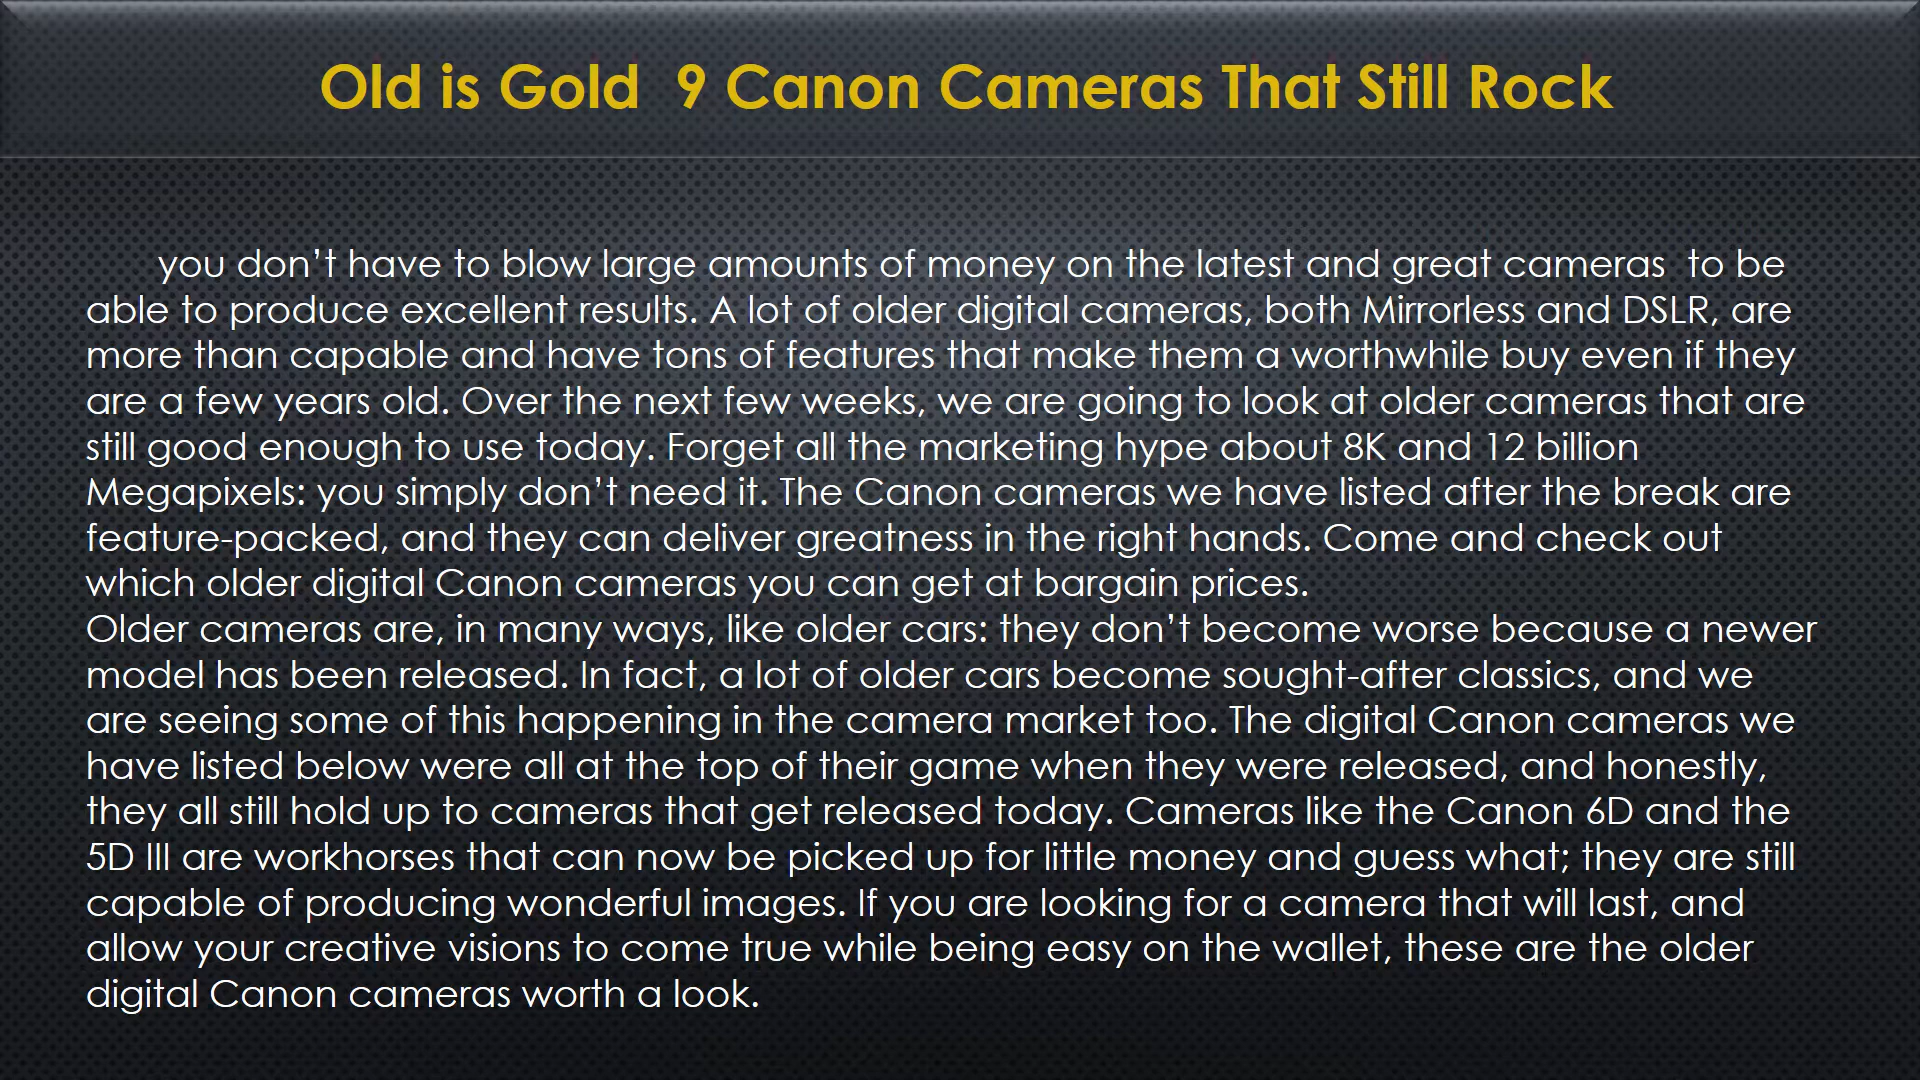 Old is Gold  9 Canon Cameras That Still Rock
you don’t have to blow large amounts of money on the latest and great cameras  to be
able to produce excellent results. A lot of older digital cameras, both Mirrorless and DSLR, are
more than capable and have tons of features that make them a worthwhile buy even if they
are a few years old. Over the next few weeks, we are going to look at older cameras that are
still good enough to use today. Forget all the marketing hype about 8K and 12 billion
Megapixels: you simply don’t need it. The Canon cameras we have listed after the break are
feature-packed, and they can deliver greatness in the right hands. Come and check out
which older digital Canon cameras you can get at bargain prices.
Older cameras are, in many ways, like older cars: they don’t become worse because a newer
model has been released. In fact, a lot of older cars become sought-after classics, and we
are seeing some of this happening in the camera market too. The digital Canon cameras we
have listed below were all at the top of their game when they were released, and honestly,
they all still hold up to cameras that get released today. Cameras like the Canon 6D and the
5D III are workhorses that can now be picked up for little money and guess what; they are still
capable of producing wonderful images. If you are looking for a camera that will last, and
allow your creative visions to come true while being easy on the wallet, these are the older
digital Canon cameras worth a look.